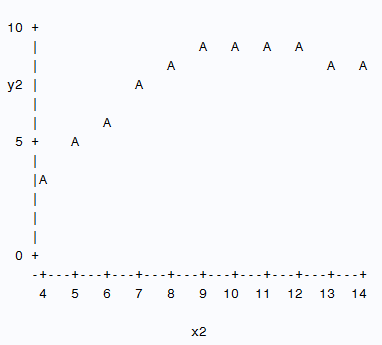 10 +
|                    A   A   A   A
|                A                   A   A
y2 |            A
|
|        A
5 +    A
|
|A
|
|
|
0 +
-+---+---+---+---+---+---+---+---+---+---+
4 5 6 7 8 9 10 11 12 13 14
x2